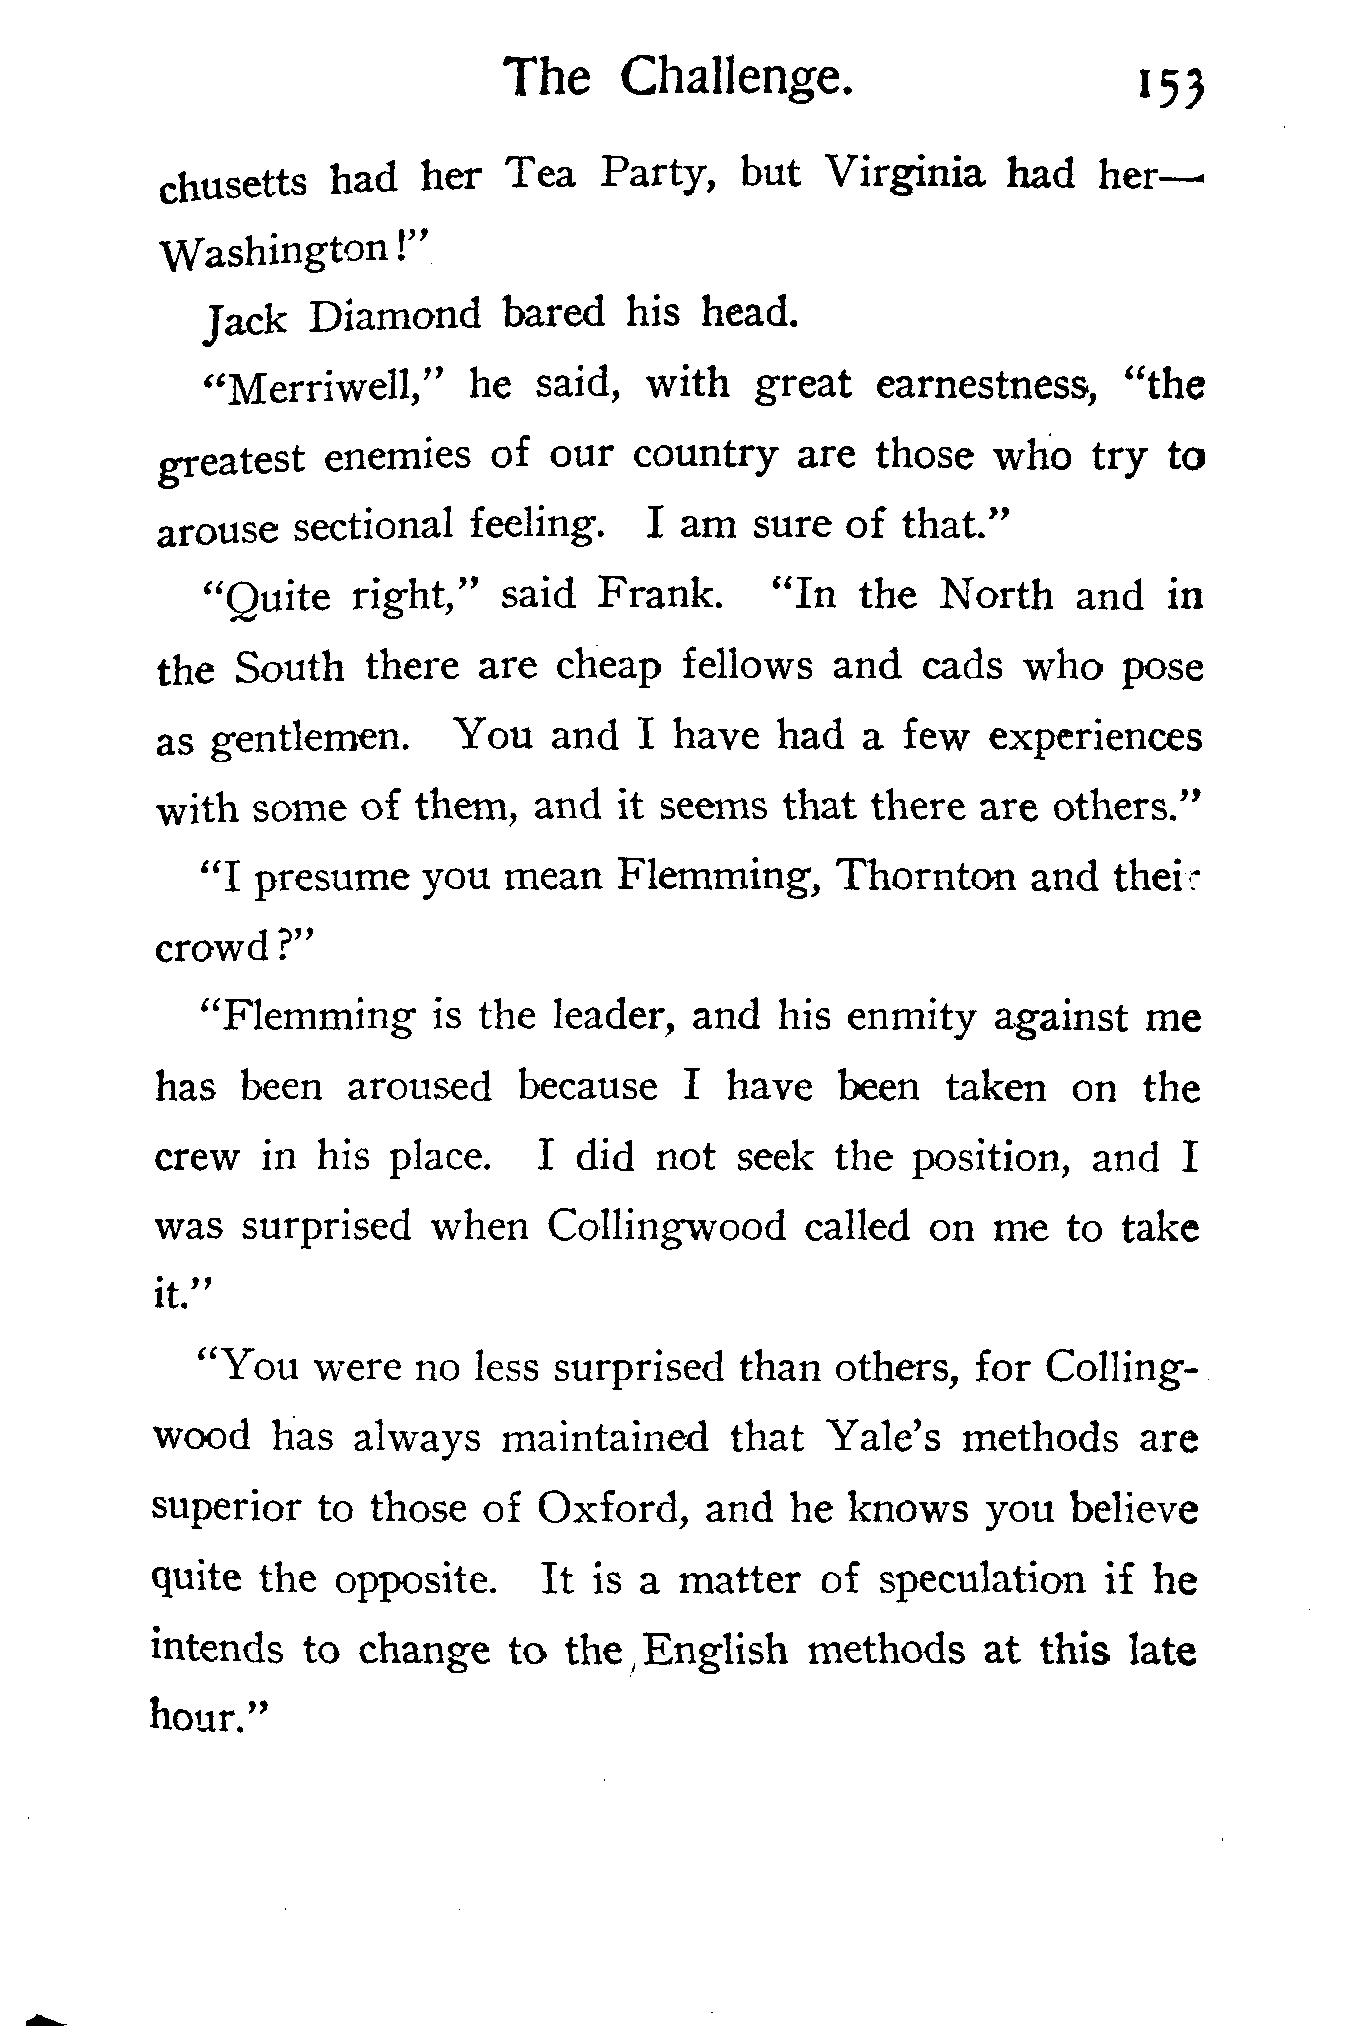 The Challenge. 153
chusetts had her Tea Party, but Virginia had her—
Washington!"
Jack Diamond bared his head.
"Merriwell," he said, with great earnestness, "the
greatest enemies of our country are those who try to
arouse sectional feeling. I am sure of that."
"Quite right," said Frank. "In the North and in
the South there are cheap fellows and cads who pose
as gentlemen. You and I have had a few experiences
with some of them, and it seems that there are others."
"I presume you mean Flemming, Thornton and their
crowd?"
"Flemming is the leader, and his enmity against me
has been aroused because I have been taken on the
crew in his place. I did not seek the position, and I
was surprised when Collingwood called on me to take
it."
"You were no less surprised than others, for Colling-
wood has always maintained that Yale's methods are
superior to those of Oxford, and he knows you believe
quite the opposite. It is a matter of speculation if he
intends to change to the English methods at this late
hour."